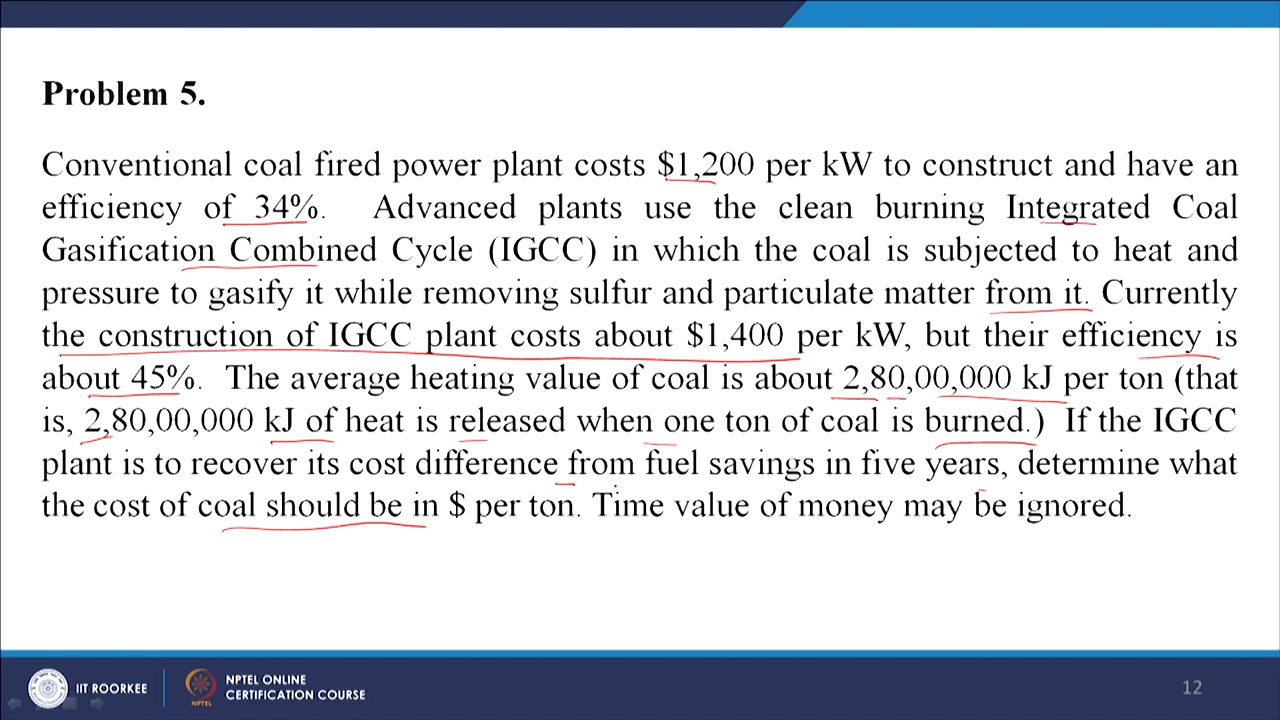 Problem 5.
Conventional coal fired power plant costs $1,200 per kW to construct and have an
efficiency of 34%. Advanced plants use the clean burning Integrated Coal
Gasification Combined Cycle (IGCC) in which the coal is subjected to heat and
pressure to gasify it while removing sulfur and particulate matter from it. Currently
the construction of IGCC plant costs about $1,400 per kW, but their efficiency is
about 45%. The average heating value of coal is about 2,80,00,000 kJ per ton (that
is, 2,80,00,000 kJ of heat is released when one ton of coal is burned.) If the IGCC
plant is to recover its cost difference from fuel savings in five years, determine what
the cost of coal should be in $ per ton. Time value of money may be ignored.
IIT ROORKEE
NPTEL ONLINE
CERTIFICATION COURSE
NPTEL
12